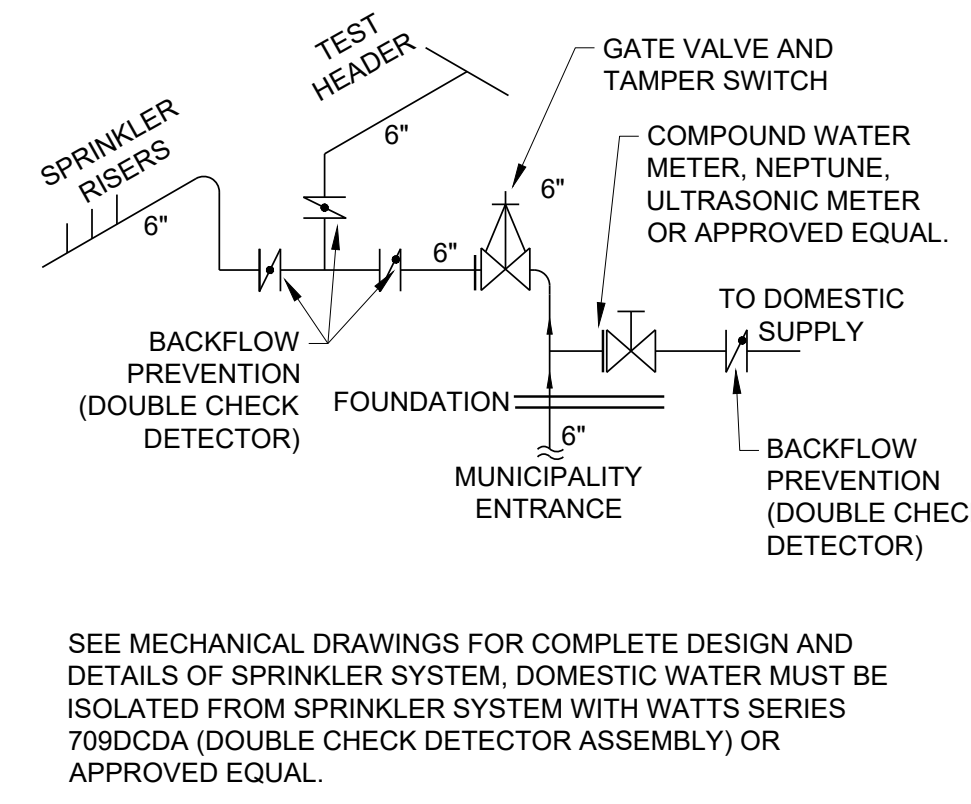 TEST
HEADER
6"
SPRINKLER
RISERS
6"
GATE VALVE AND
TAMPER SWITCH
COMPOUND WATER
METER, NEPTUNE,
ULTRASONIC METER
OR APPROVED EQUAL.
6"
6"
TO DOMESTIC
SUPPLY
BACKFLOW
PREVENTION
(DOUBLE CHECK
DETECTOR)
FOUNDATION
6"
MUNICIPALITY
ENTRANCE
BACKFLOW
PREVENTION
(DOUBLE CHEC
DETECTOR)
SEE MECHANICAL DRAWINGS FOR COMPLETE DESIGN AND
DETAILS OF SPRINKLER SYSTEM, DOMESTIC WATER MUST BE
ISOLATED FROM SPRINKLER SYSTEM WITH WATTS SERIES
709DCDA (DOUBLE CHECK DETECTOR ASSEMBLY) OR
APPROVED EQUAL.